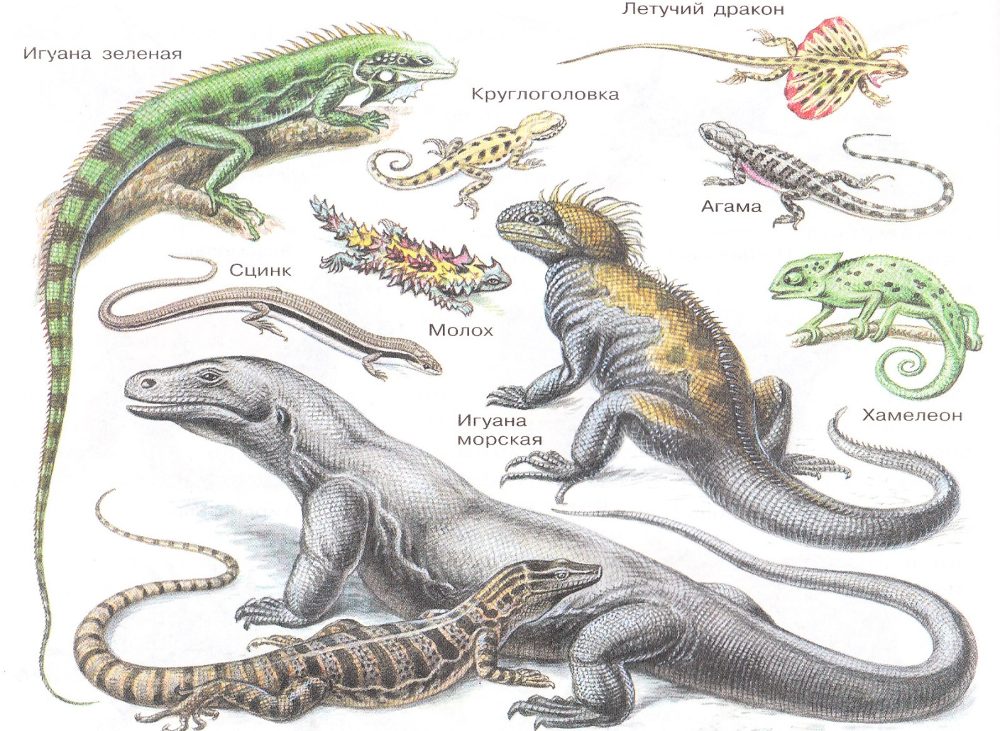 Летучий дракон
Игуана зеленая
Круглоголовка
Агама
Сцинк
Молох
Хамелеон
Игуана
морская